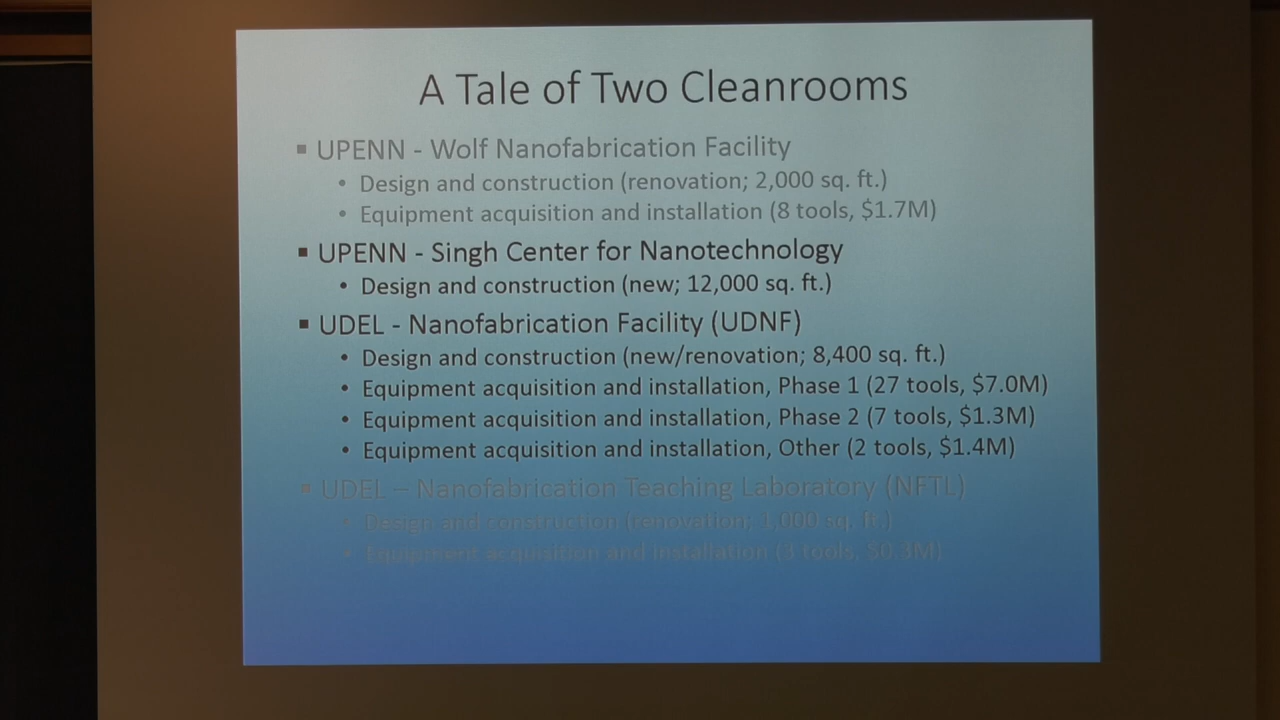 A Tale of Two Cleanrooms
▪ UPENN - Wolf Nanofabrication Facility
• Design and construction (renovation; 2,000 sq. ft.)
• Equipment acquisition and installation (8 tools, $1.7M)
▪ UPENN - Singh Center for Nanotechnology
• Design and construction (new; 12,000 sq. ft.)
▪ UDEL - Nanofabrication Facility (UDNF)
• Design and construction (new/renovation; 8,400 sq. ft.)
• Equipment acquisition and installation, Phase 1 (27 tools, $7.0M)
• Equipment acquisition and installation, Phase 2 (7 tools, $1.3M)
• Equipment acquisition and installation, Other (2 tools, $1.4M)
▪ UDEL – Nanofabrication Teaching Laboratory (NFTL)
• Design and construction (renovation; 1,000 sq. ft.)
• Equipment acquisition and installation (3 tools, $0.3M)